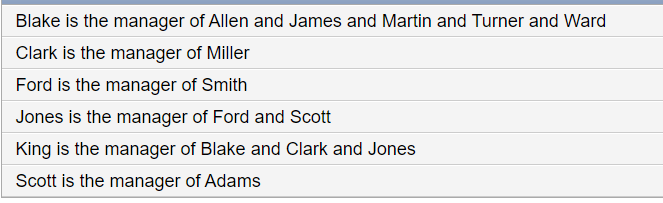 Blake is the manager of Allen and James and Martin and Turner and Ward
Clark is the manager of Miller
Ford is the manager of Smith
Jones is the manager of Ford and Scott
King is the manager of Blake and Clark and Jones
Scott is the manager of Adams